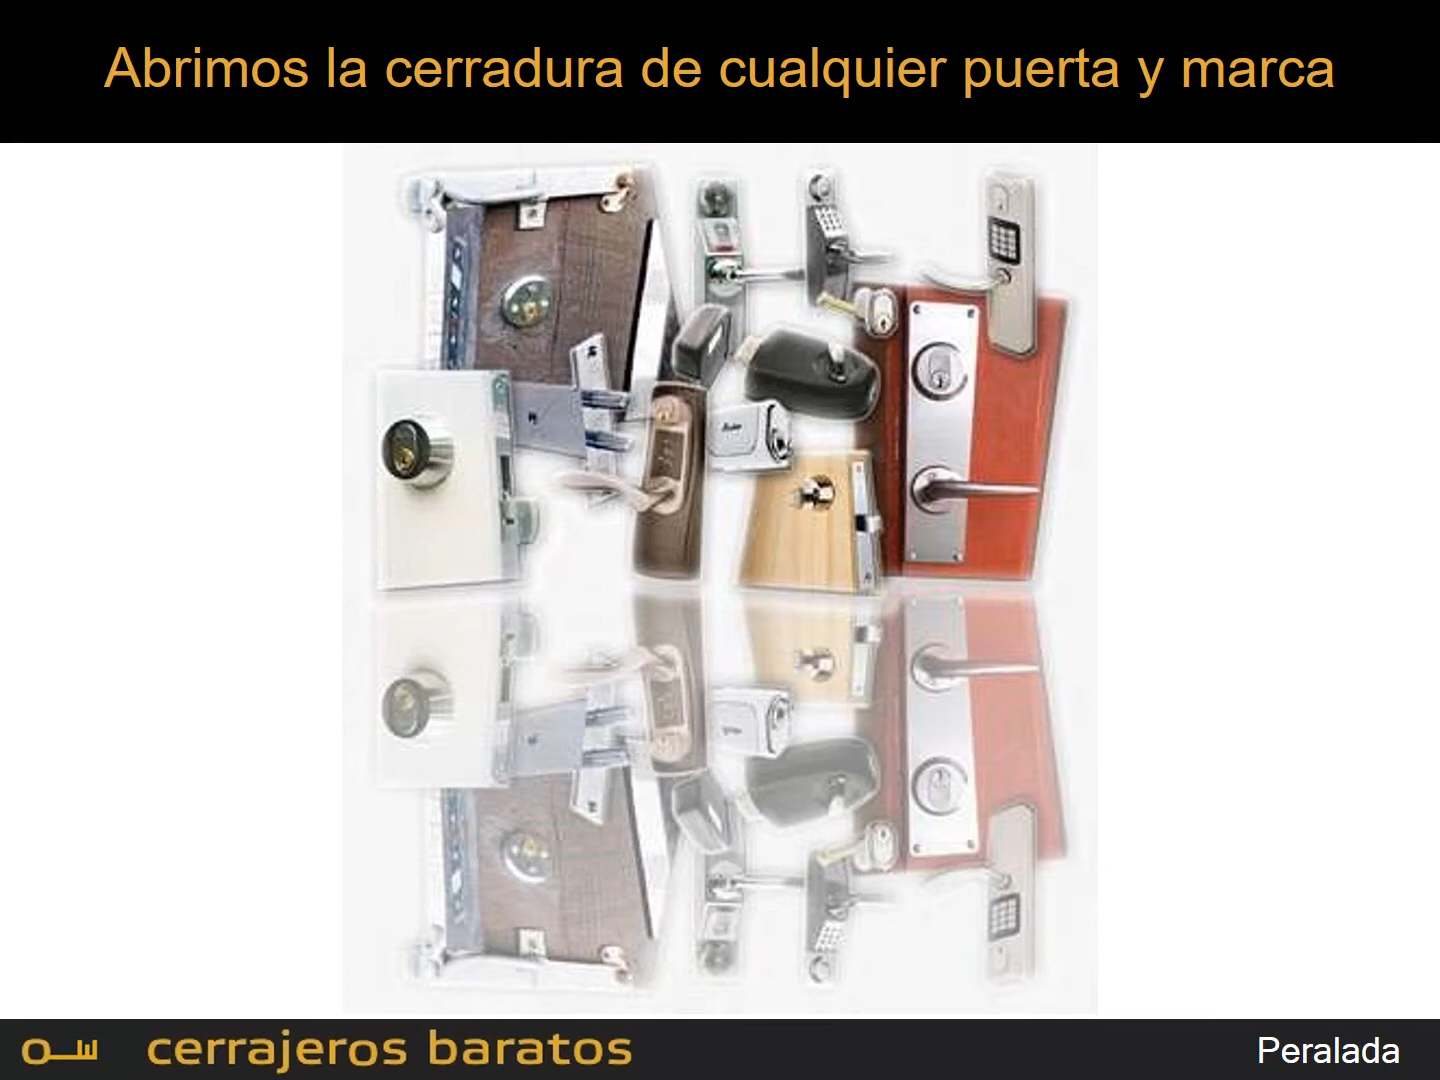 Abrimos la cerradura de cualquier puerta y marca
cerrajeros baratos
Peralada